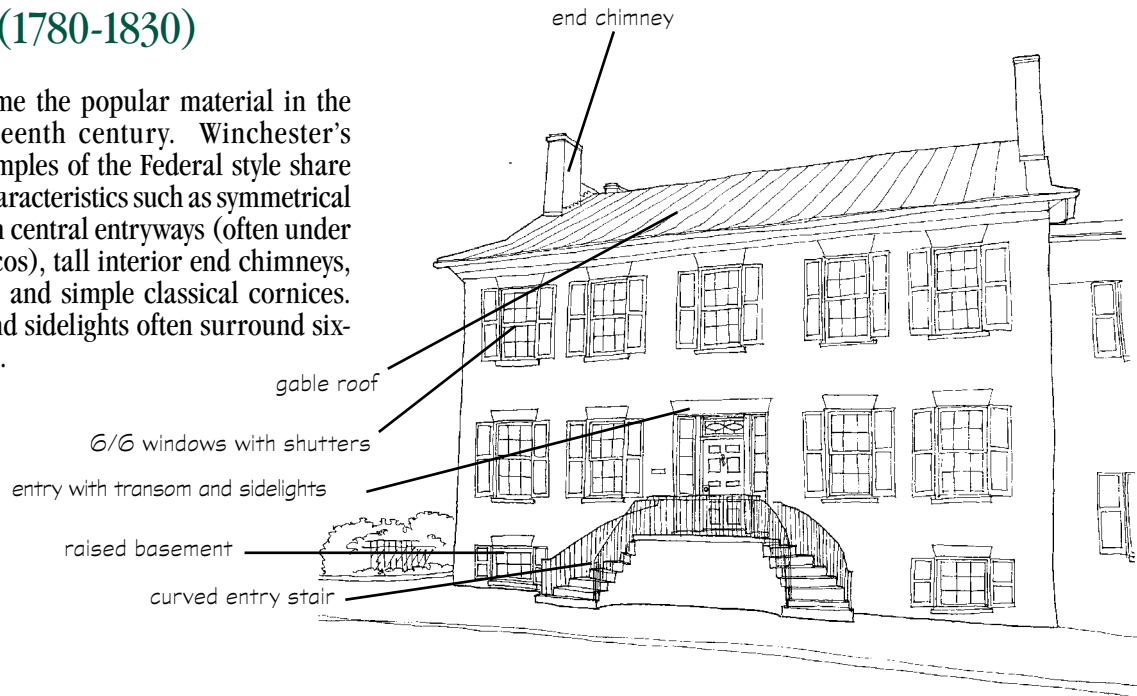 (1780-1830)
me the popular material in the
eenth century. Winchester's
mples of the Federal style share
aracteristics such as symmetrical
n central entryways (often under
cos), tall interior end chimneys,
and simple classical cornices.
nd sidelights often surround six-
.
end chimney
gable roof
6/6 windows with shutters
entry with transom and sidelights
raised basement
curved entry stair